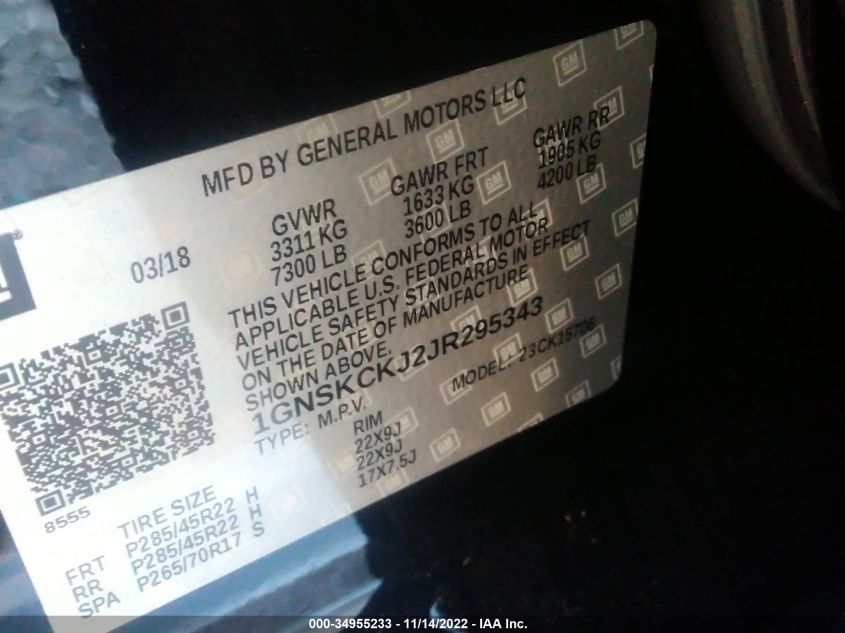 MFD BY GENERAL MOTORS LLC
03/18
GVWR GAWR FRT GAWR RR
3311 KG 1633 KG 1905 KG
7300 LB 3600 LB 4200 LB
THIS VEHICLE CONFORMS TO ALL
APPLICABLE U.S. FEDERAL MOTOR
VEHICLE SAFETY STANDARDS IN EFFECT
ON THE DATE OF MANUFACTURE
SHOWN ABOVE.
1GNSKCKJ2JR295343
TYPE: M.P.V. MODEL: 23CK15706
8555
TIRE SIZE RIM
FRT P285/45R22 H 22X9J
RR P285/45R22 H 22X9J
SPA P265/70R17 S 17X7.5J
000-34955233 - 11/14/2022 - IAA Inc.